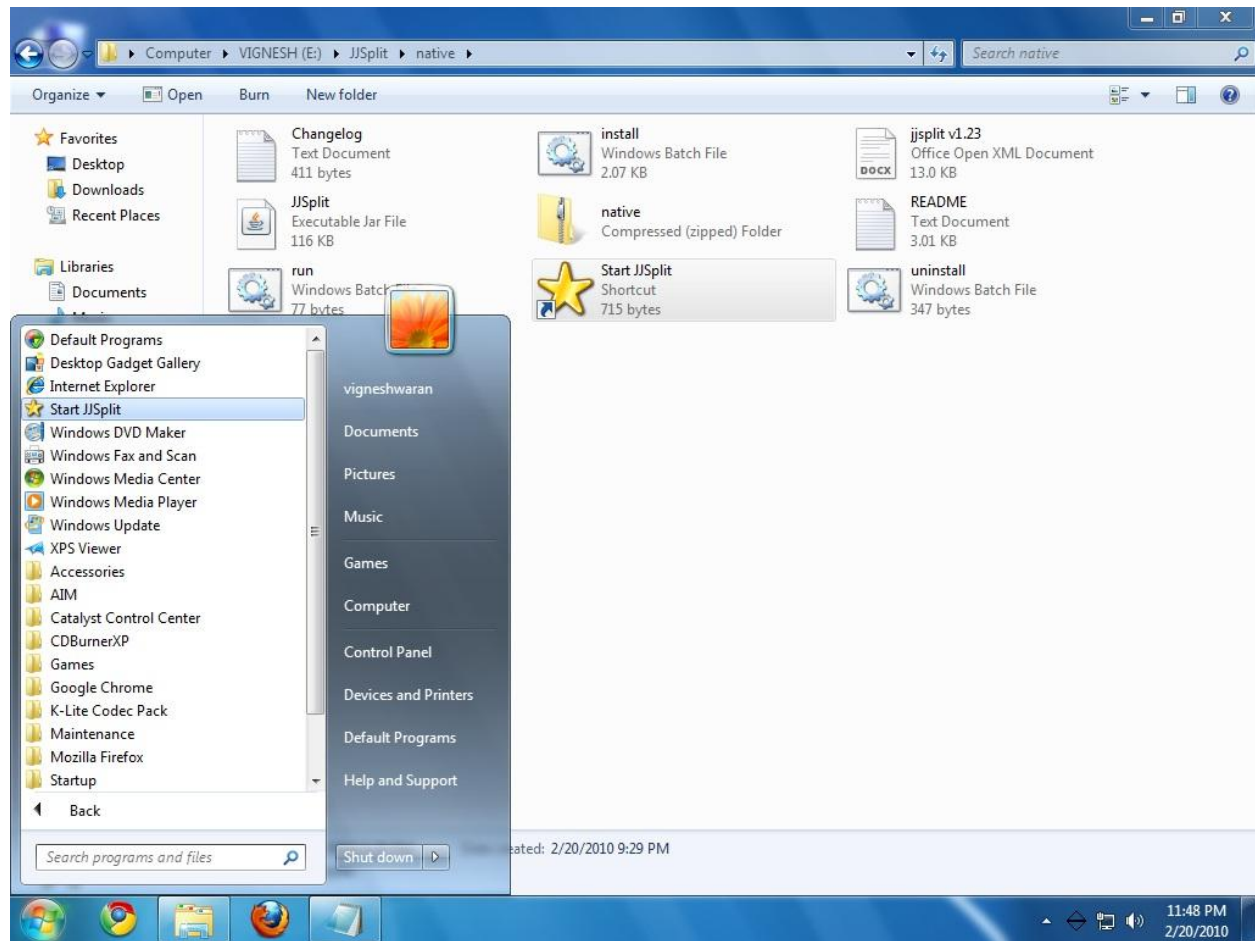 Computer ▸ VIGNESH (E:) ▸ JJSplit ▸ native ▸
Search native
Organize
Open
Burn
New folder
Favorites
Desktop
Downloads
Recent Places
Libraries
Documents
Changelog
Text Document
411 bytes
install
Windows Batch File
2.07 KB
DOCX
jjsplit v1.23
Office Open XML Document
13.0 KB
JJSplit
Executable Jar File
116 KB
native
Compressed (zipped) Folder
README
Text Document
3.01 KB
run
Windows Batch
77 bytes
Start JJSplit
Shortcut
715 bytes
uninstall
Windows Batch File
347 bytes
Default Programs
Desktop Gadget Gallery
Internet Explorer
Start JJSplit
Windows DVD Maker
Windows Fax and Scan
Windows Media Center
Windows Media Player
Windows Update
XPS Viewer
Accessories
AIM
Catalyst Control Center
CDBurnerXP
Games
Google Chrome
K-Lite Codec Pack
Maintenance
Mozilla Firefox
Startup
Back
Search programs and files
vigneshwaran
Documents
Pictures
Music
Games
Computer
Control Panel
Devices and Printers
Default Programs
Help and Support
Shut down
2/20/2010 9:29 PM
11:48 PM
2/20/2010